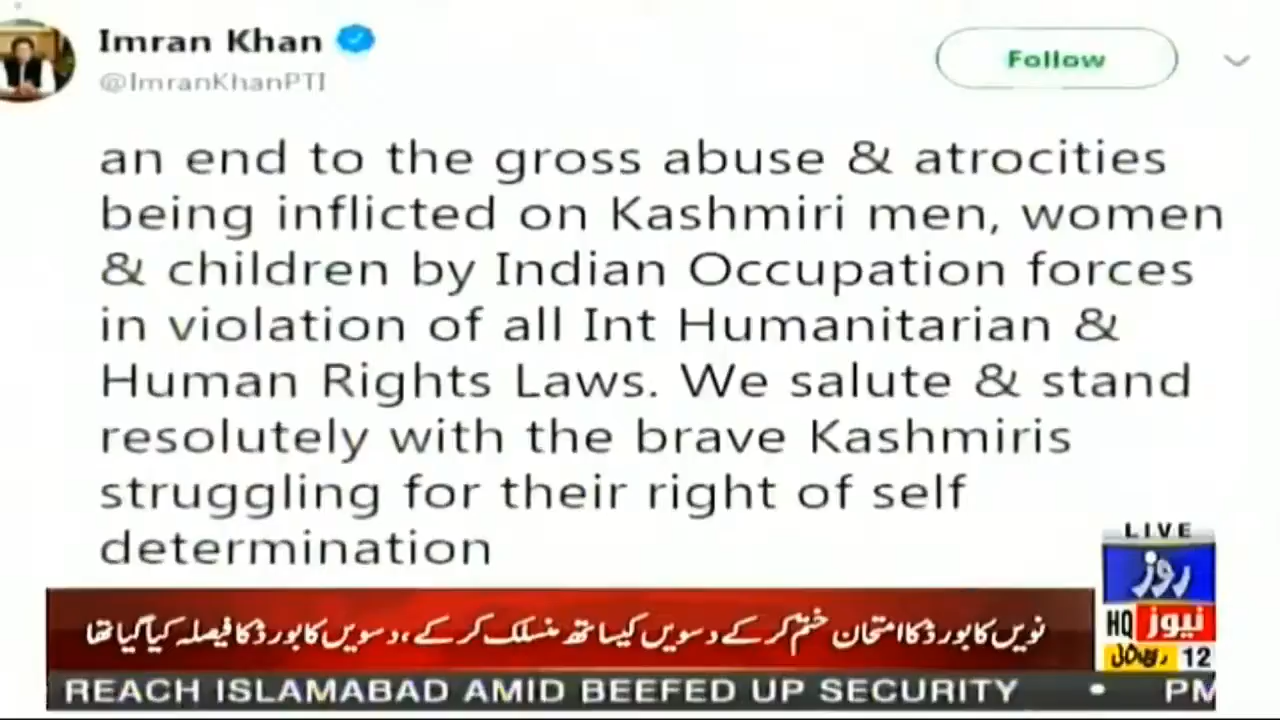 Imran Khan
@ImranKhanPTI
Follow
an end to the gross abuse & atrocities
being inflicted on Kashmiri men, women
& children by Indian Occupation forces
in violation of all Int Humanitarian &
Human Rights Laws. We salute & stand
resolutely with the brave Kashmiris
struggling for their right of self
determination
LIVE
روز
نیوز HQ
12
نویں کا بورڈ کا امتحان ختم کر کے دسویں کیساتھ منسلک کر کے ، دسویں کا بورڈ کا فیصلہ کیا گیا تھا
REACH ISLAMABAD AMID BEEFED UP SECURITY • PM